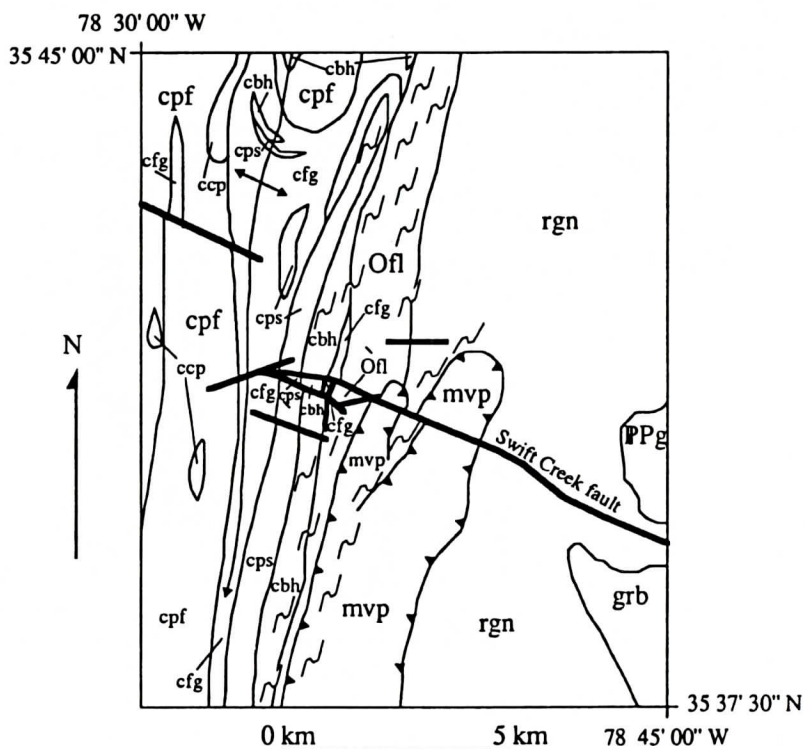 78 30' 00" W
35 45' 00" N
cbh
cbh
cpf
cpf
cps
cfg
ccp
cfg
rgn
Ofl
cpf
cps
cfg
cbh
N
ccp
Òfl
mvp
cfg
cps
cbh
cfg
mvp
PPg
Swift Creek fault
cps
cbh
mvp
grb
cpf
rgn
cfg
35 37' 30" N
0 km
5 km
78 45' 00" W